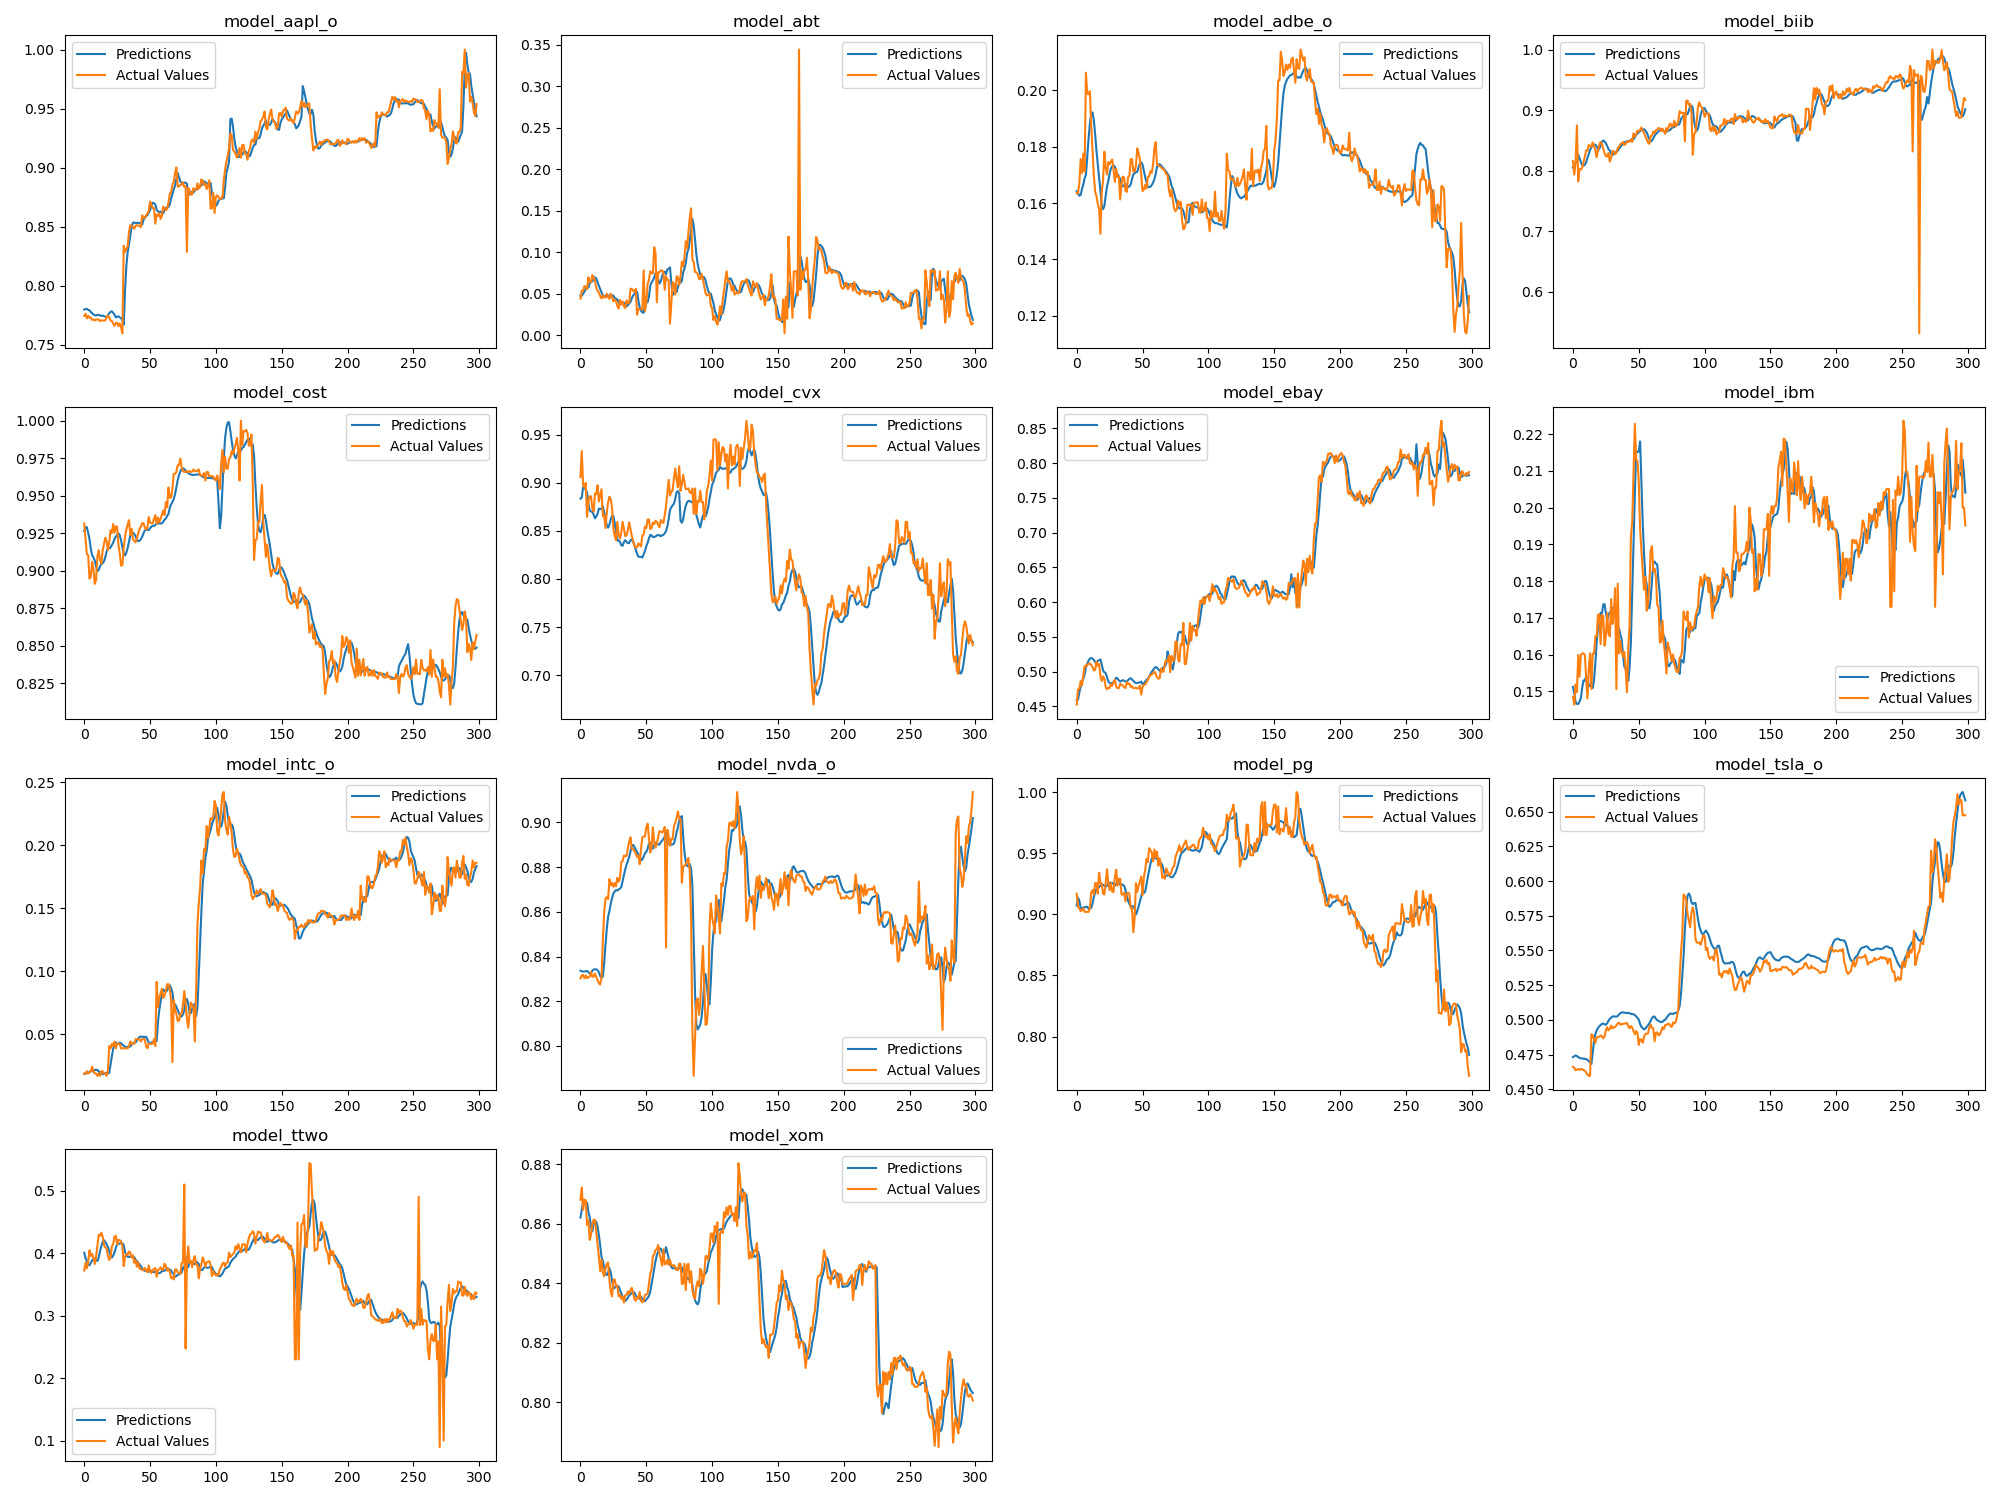 model_aapl_o
Predictions
Actual Values
1.00
0.95
0.90
0.85
0.80
0.75
0 50 100 150 200 250 300
model_abt
Predictions
Actual Values
0.35
0.30
0.25
0.20
0.15
0.10
0.05
0.00
0 50 100 150 200 250 300
model_adbe_o
Predictions
Actual Values
0.20
0.18
0.16
0.14
0.12
0 50 100 150 200 250 300
model_biib
Predictions
Actual Values
1.0
0.9
0.8
0.7
0.6
0 50 100 150 200 250 300
model_cost
Predictions
Actual Values
1.000
0.975
0.950
0.925
0.900
0.875
0.850
0.825
0 50 100 150 200 250 300
model_cvx
Predictions
Actual Values
0.95
0.90
0.85
0.80
0.75
0.70
0 50 100 150 200 250 300
model_ebay
Predictions
Actual Values
0.85
0.80
0.75
0.70
0.65
0.60
0.55
0.50
0.45
0 50 100 150 200 250 300
model_ibm
0.22
0.21
0.20
0.19
0.18
0.17
0.16
0.15
Predictions
Actual Values
0 50 100 150 200 250 300
model_intc_o
Predictions
Actual Values
0.25
0.20
0.15
0.10
0.05
0 50 100 150 200 250 300
model_nvda_o
0.90
0.88
0.86
0.84
0.82
0.80
Predictions
Actual Values
0 50 100 150 200 250 300
model_pg
Predictions
Actual Values
1.00
0.95
0.90
0.85
0.80
0 50 100 150 200 250 300
model_tsla_o
Predictions
Actual Values
0.650
0.625
0.600
0.575
0.550
0.525
0.500
0.475
0.450
0 50 100 150 200 250 300
model_ttwo
0.5
0.4
0.3
0.2
0.1
Predictions
Actual Values
0 50 100 150 200 250 300
model_xom
Predictions
Actual Values
0.88
0.86
0.84
0.82
0.80
0 50 100 150 200 250 300